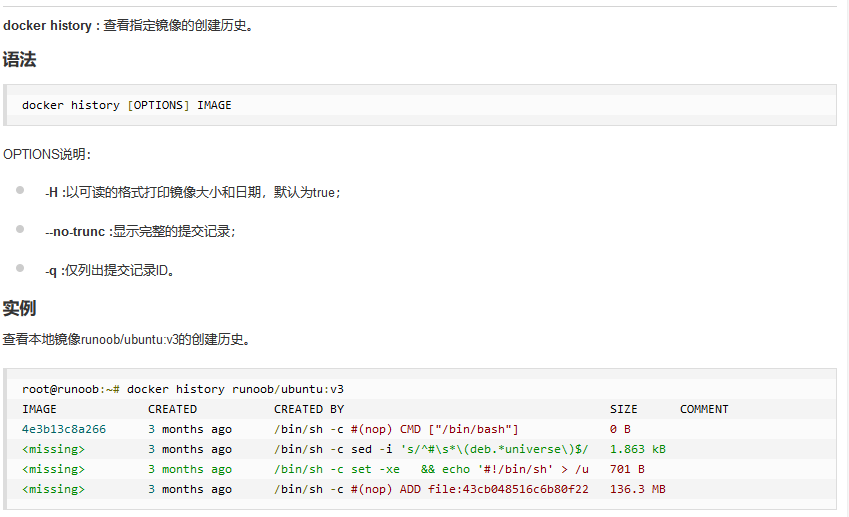 docker history : 查看指定镜像的创建历史。
语法
docker history [OPTIONS] IMAGE
OPTIONS说明：
-H :以可读的格式打印镜像大小和日期，默认为true；
--no-trunc :显示完整的提交记录；
-q :仅列出提交记录ID。
实例
查看本地镜像runoob/ubuntu:v3的创建历史。
root@runoob:~# docker history runoob/ubuntu:v3
IMAGE CREATED CREATED BY SIZE COMMENT
4e3b13c8a266 3 months ago /bin/sh -c #(nop) CMD ["/bin/bash"] 0 B
<missing> 3 months ago /bin/sh -c sed -i 's/^#\s*\(deb.*universe\)$/ 1.863 kB
<missing> 3 months ago /bin/sh -c set -xe && echo '#!/bin/sh' > /u 701 B
<missing> 3 months ago /bin/sh -c #(nop) ADD file:43cb048516c6b80f22 136.3 MB